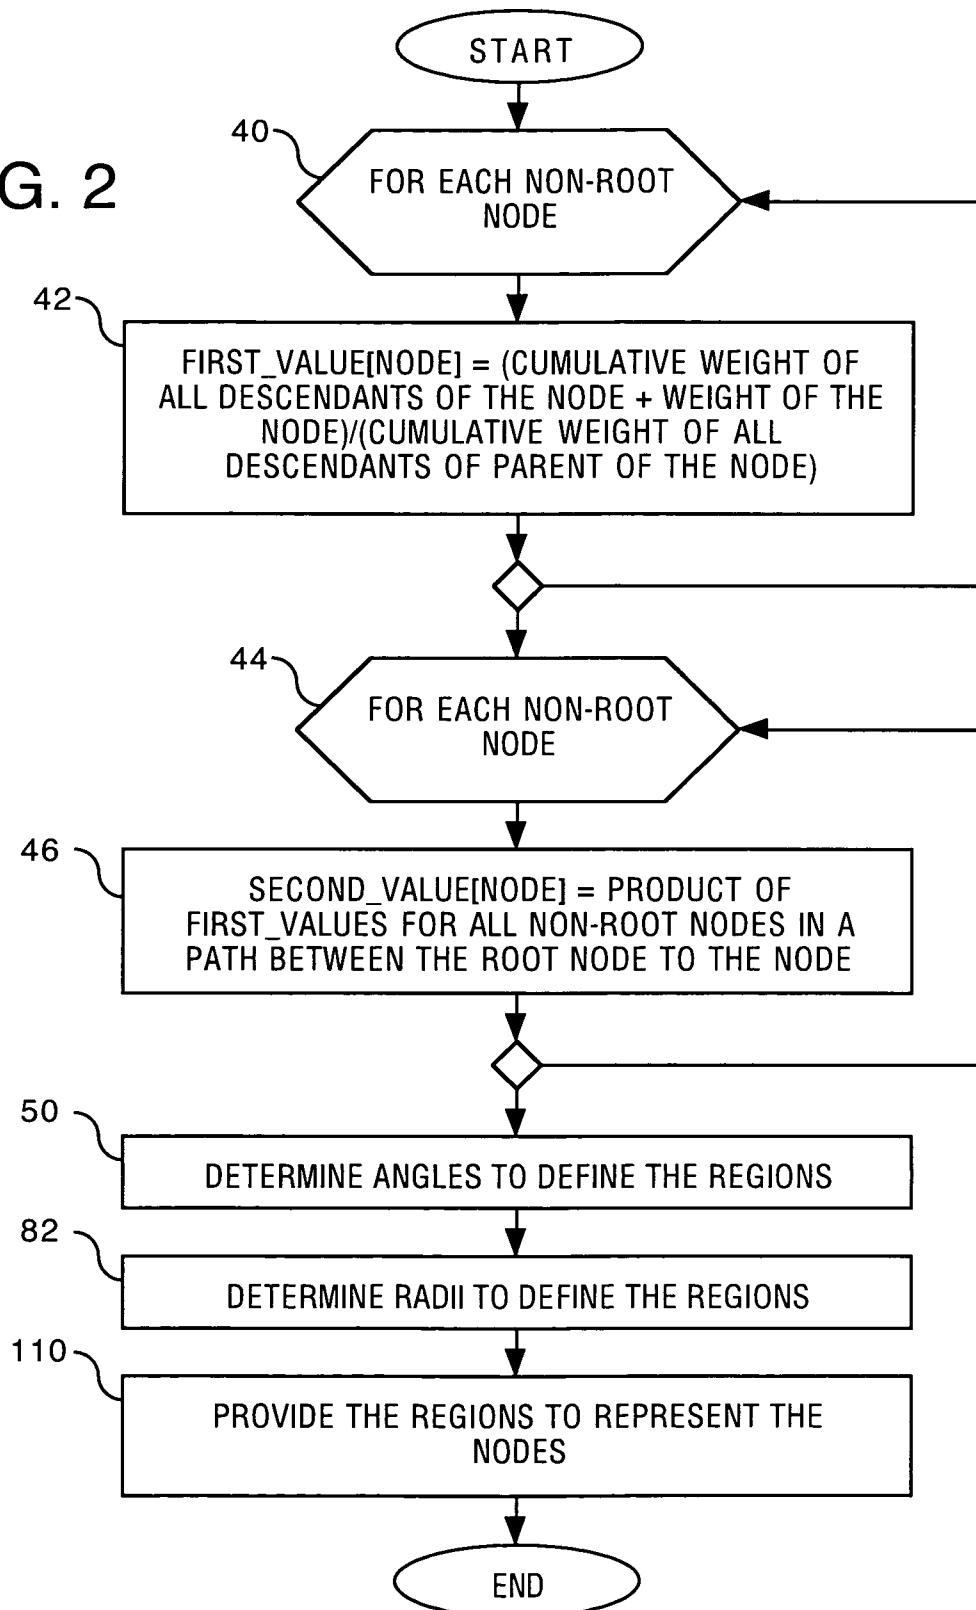 START
40
FOR EACH NON-ROOT
NODE
G. 2
42
FIRST_VALUE[NODE] = (CUMULATIVE WEIGHT OF
ALL DESCENDANTS OF THE NODE + WEIGHT OF THE
NODE)/(CUMULATIVE WEIGHT OF ALL
DESCENDANTS OF PARENT OF THE NODE)
44
FOR EACH NON-ROOT
NODE
46
SECOND_VALUE[NODE] = PRODUCT OF
FIRST_VALUES FOR ALL NON-ROOT NODES IN A
PATH BETWEEN THE ROOT NODE TO THE NODE
50
DETERMINE ANGLES TO DEFINE THE REGIONS
82
DETERMINE RADII TO DEFINE THE REGIONS
110
PROVIDE THE REGIONS TO REPRESENT THE
NODES
END